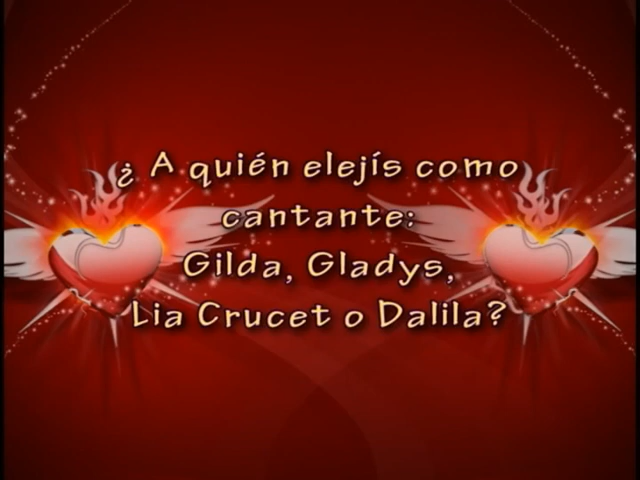 ¿ A quién elejís como
cantante:
Gilda, Gladys,
Lia Crucet o Dalila?